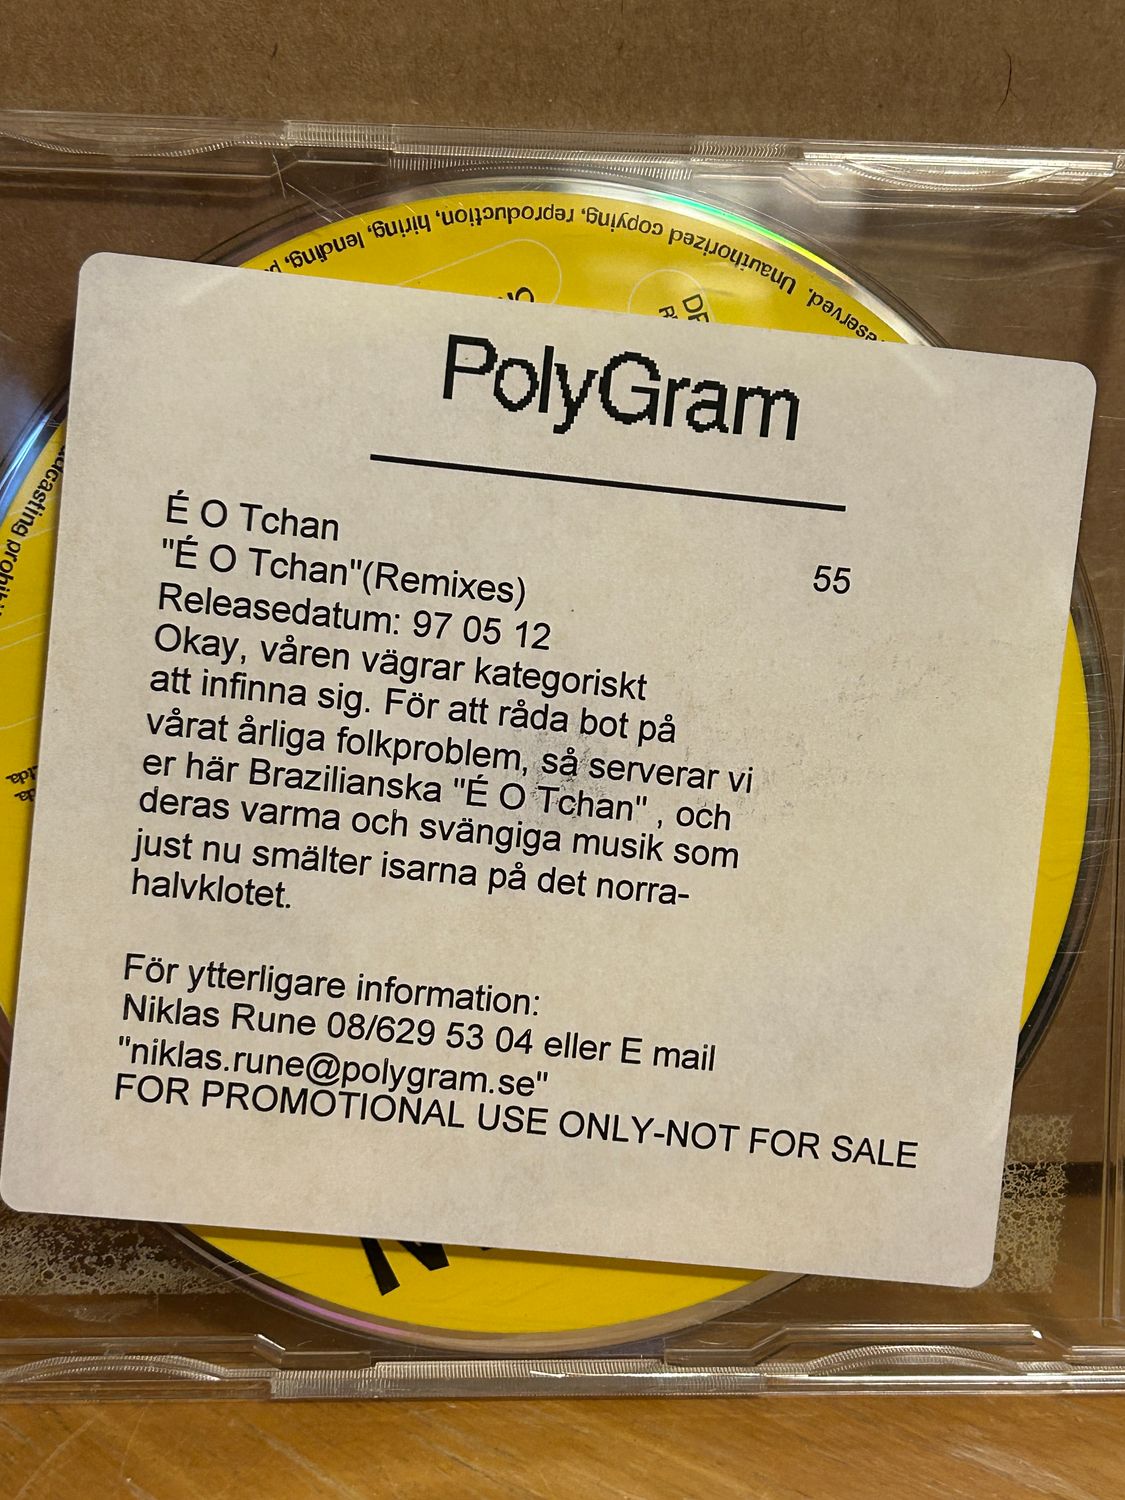 reserved. Unauthorized copying, reproduction, hiring, lending,
PolyGram
É O Tchan
"É O Tchan"(Remixes) 55
Releasedatum: 97 05 12
Okay, våren vägrar kategoriskt
att infinna sig. För att råda bot på
vårat årliga folkproblem, så serverar vi
er här Brazilianska "É O Tchan" , och
deras varma och svängiga musik som
just nu smälter isarna på det norra-
halvklotet.
För ytterligare information:
Niklas Rune 08/629 53 04 eller E mail
"niklas.rune@polygram.se"
FOR PROMOTIONAL USE ONLY-NOT FOR SALE